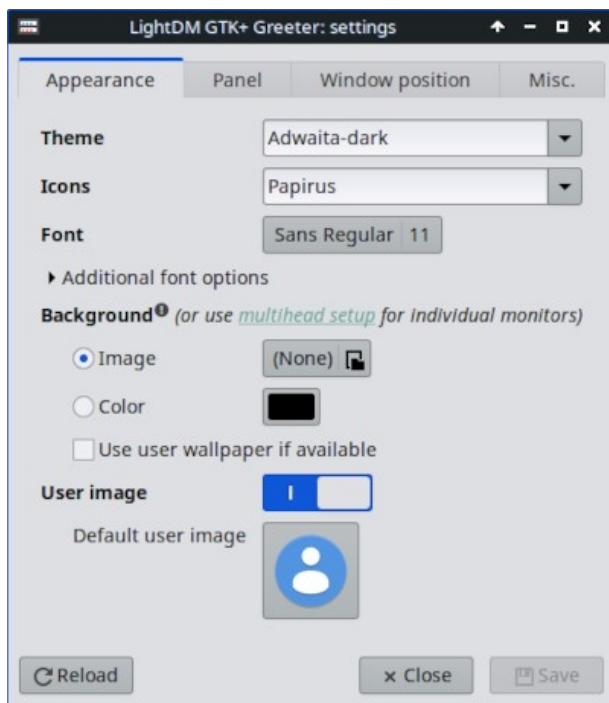 LightDM GTK+ Greeter: settings
Appearance Panel Window position Misc.
Theme Adwaita-dark
Icons Papirus
Font Sans Regular 11
Additional font options
Background (or use multihead setup for individual monitors)
Image (None)
Color
Use user wallpaper if available
User image
Default user image
Reload Close Save